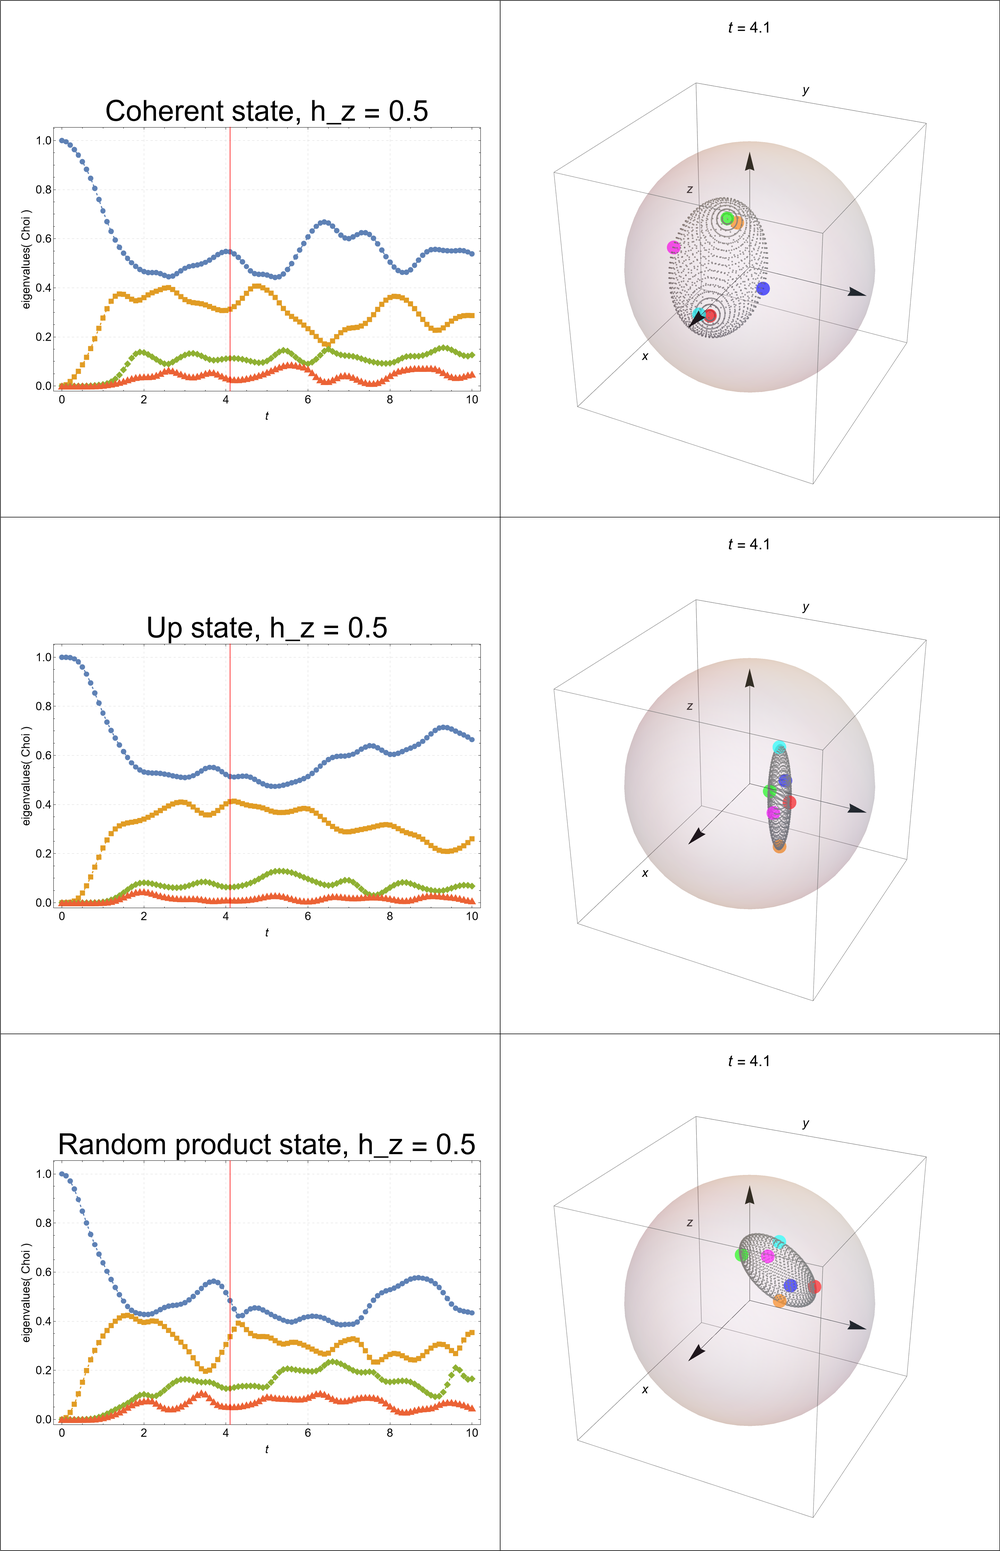 t = 4.1
Coherent state, h_z = 0.5
eigenvalues( Choi )
1.0
0.8
0.6
0.4
0.2
0.0
0 2 4 6 8 10
t
y
z
x
t = 4.1
Up state, h_z = 0.5
eigenvalues( Choi )
1.0
0.8
0.6
0.4
0.2
0.0
0 2 4 6 8 10
t
y
z
x
t = 4.1
Random product state, h_z = 0.5
eigenvalues( Choi )
1.0
0.8
0.6
0.4
0.2
0.0
0 2 4 6 8 10
t
y
z
x